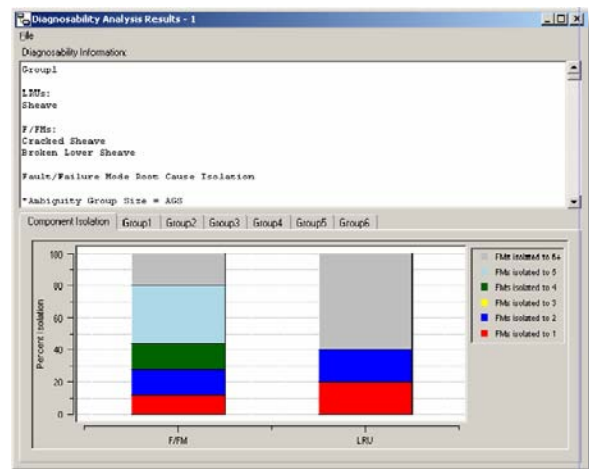 Diagnosability Analysis Results - 1
File
Diagnosability Information:
Group1
LRUs:
Sheave
F/FMs:
Cracked Sheave
Broken Lower Sheave
Fault/Failure Mode Root Cause Isolation
*Ambiguity Group Size = AGS
Component Isolation Group1 Group2 Group3 Group4 Group5 Group6
100
80
60
40
20
0
Percent Isolation
F/FM
LRU
FMs isolated to 6+
FMs isolated to 5
FMs isolated to 4
FMs isolated to 3
FMs isolated to 2
FMs isolated to 1